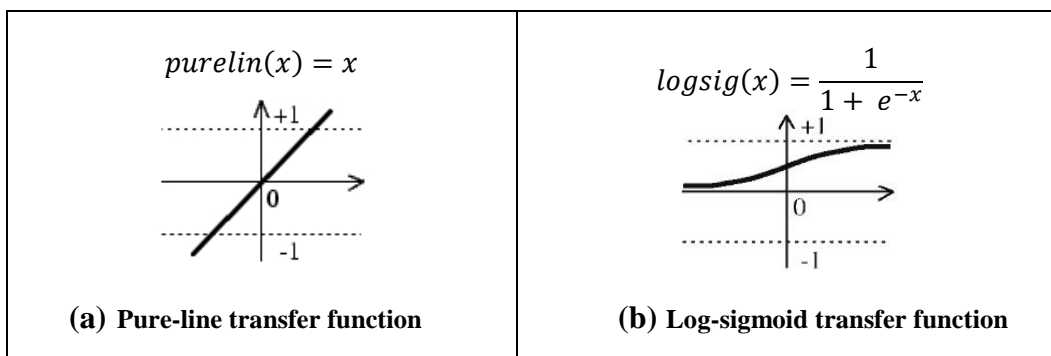 purelin(x) = x
+1
0
-1
(a) Pure-line transfer function
logsig(x) = 1 / (1 + e^{-x})
+1
0
-1
(b) Log-sigmoid transfer function